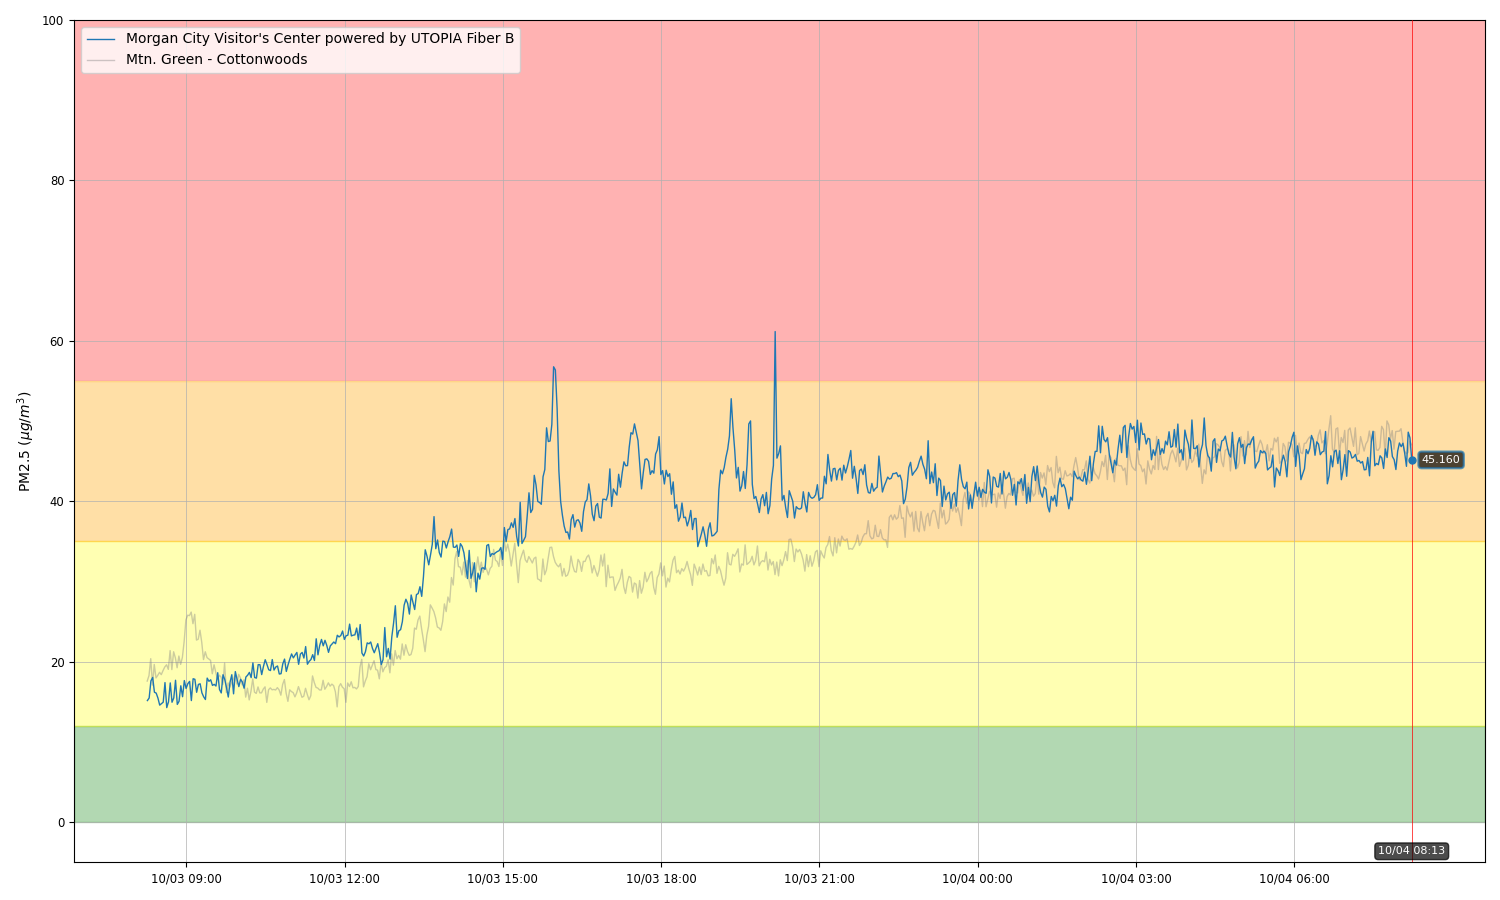 100
Morgan City Visitor's Center powered by UTOPIA Fiber B
Mtn. Green - Cottonwoods
80
60
PM2.5 (μg/m³)
45.160
40
20
0
10/04 08:13
10/03 09:00 10/03 12:00 10/03 15:00 10/03 18:00 10/03 21:00 10/04 00:00 10/04 03:00 10/04 06:00